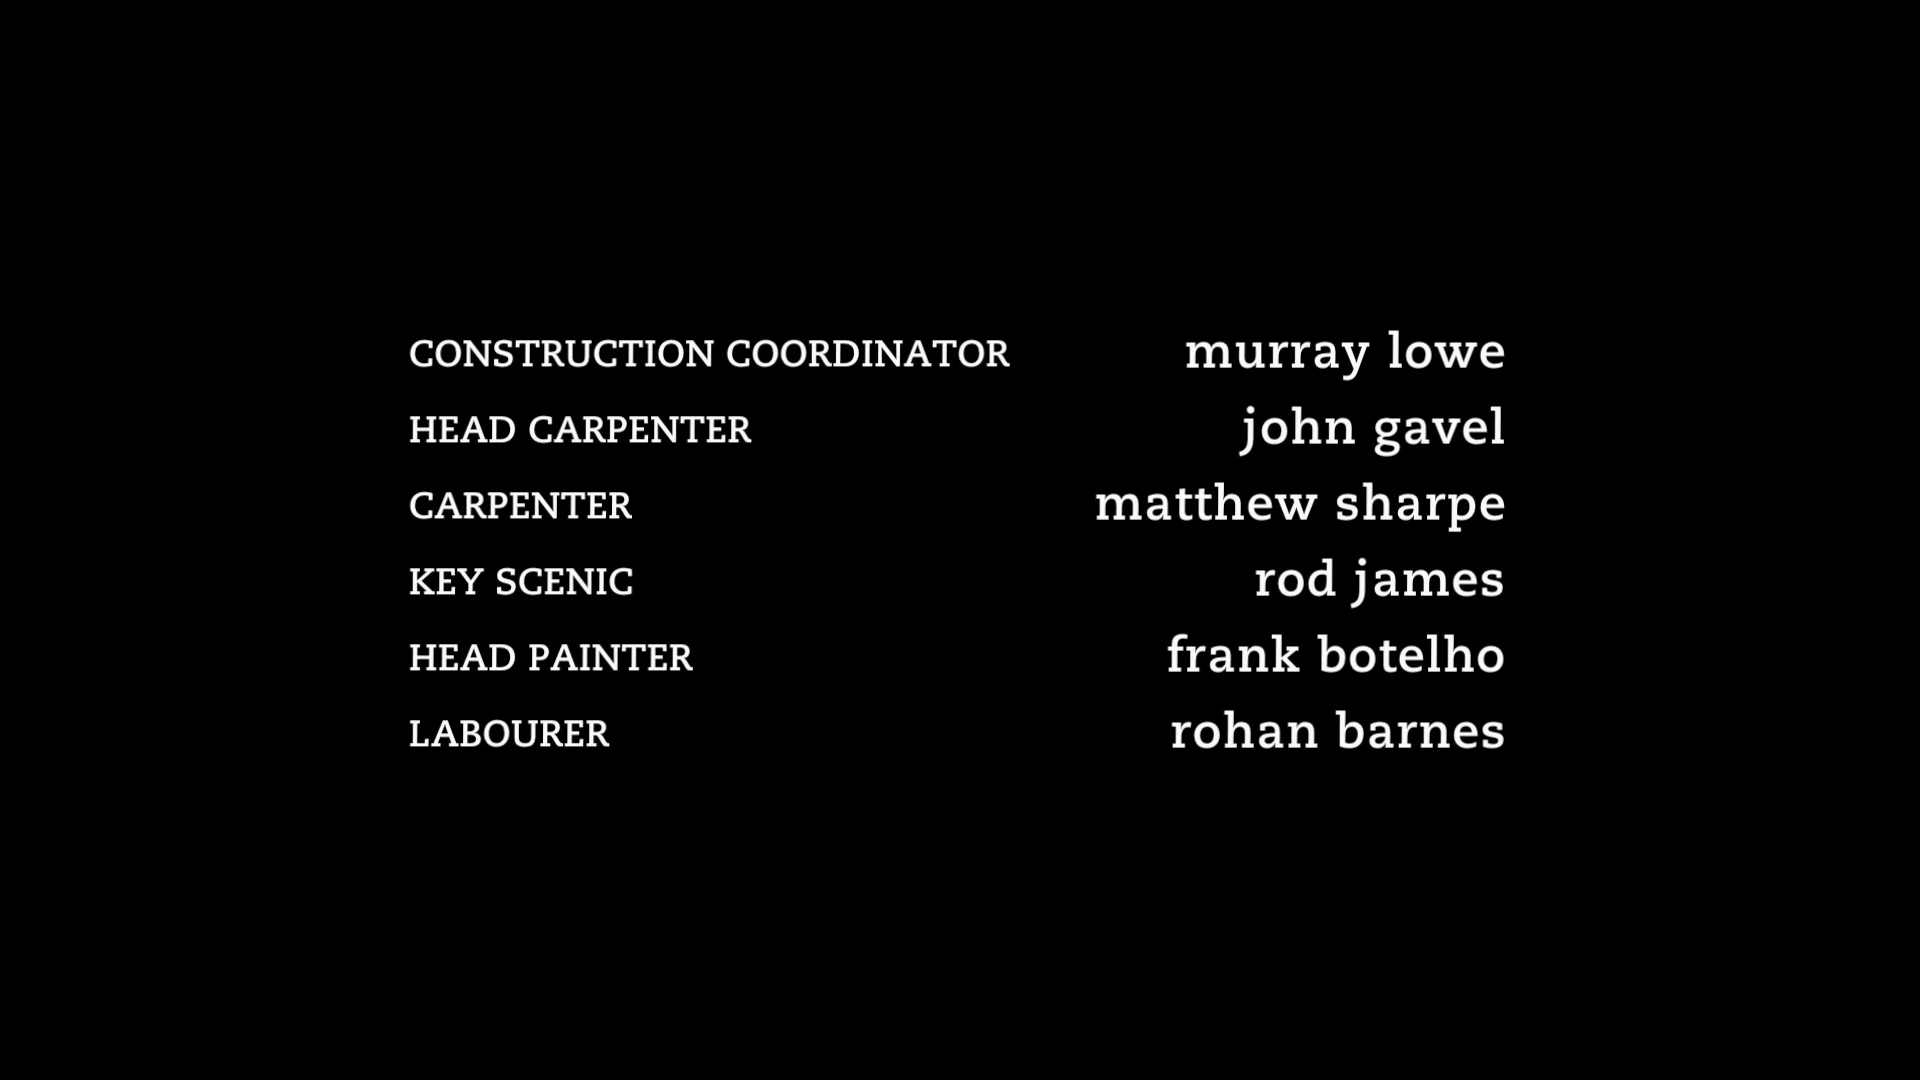 CONSTRUCTION COORDINATOR murray lowe
HEAD CARPENTER john gavel
CARPENTER matthew sharpe
KEY SCENIC rod james
HEAD PAINTER frank botelho
LABOURER rohan barnes